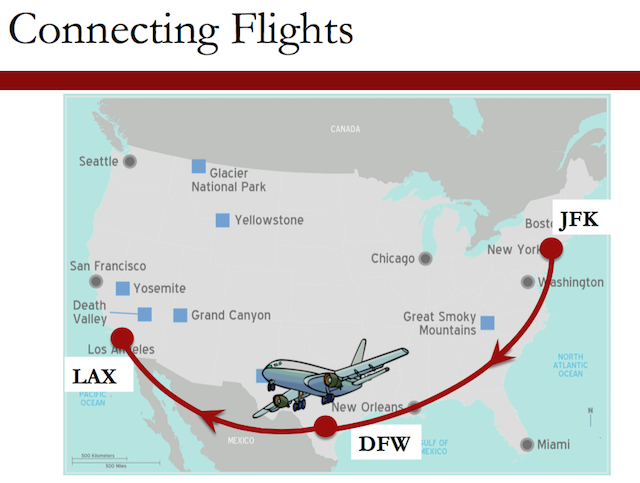 Connecting Flights
CANADA
Seattle
Glacier
National Park
Yellowstone
JFK
New York
Chicago
San Francisco
Yosemite
Washington
Death
Valley
Grand Canyon
Great Smoky
Mountains
Los Angeles
NORTH
ATLANTIC
OCEAN
LAX
PACIFIC
OCEAN
New Orleans
N
MEXICO
DFW
GULF OF
MEXICO
Miami
500 Kilometers
500 Miles